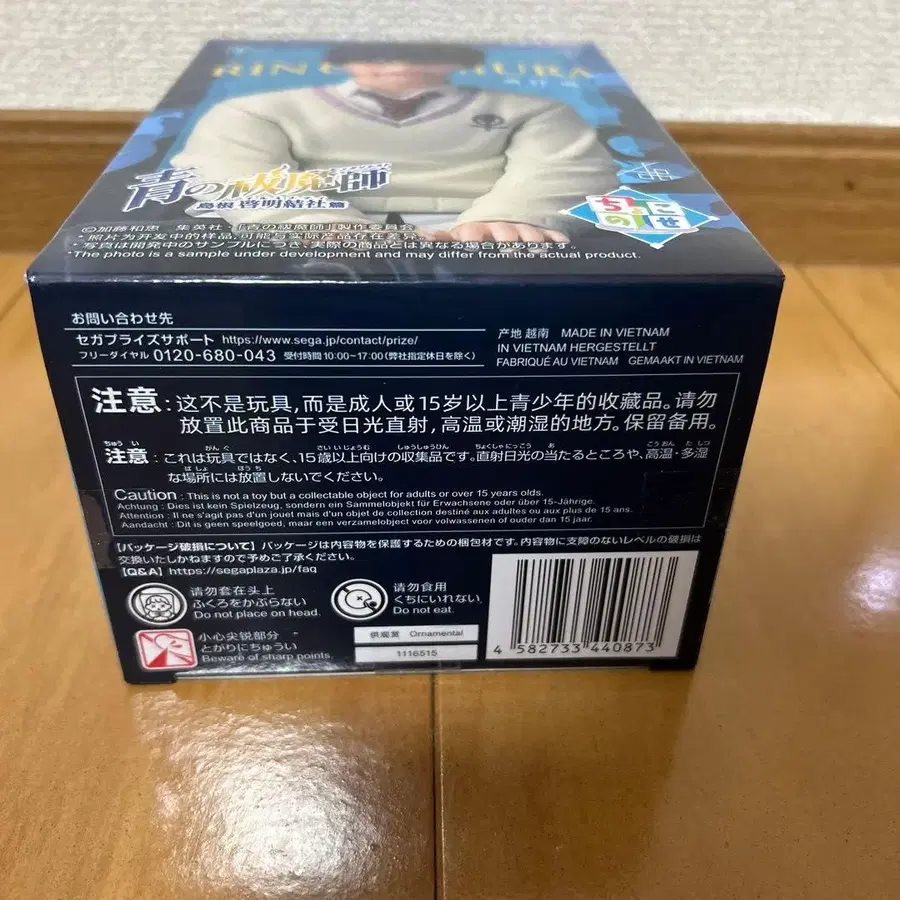 RIN OKUMURA
青の祓魔師
島根啓明結社篇
ちょこのせ
©加藤和恵/集英社・「青の祓魔師」製作委員会
*照片为开发中的样品,可能与实际产品存在差异。
*写真は開発中のサンプルにつき、実際の商品とは異なる場合があります。
*The photo is a sample under development and may differ from the actual product.
お問い合わせ先
セガプライズサポート https://www.sega.jp/contact/prize/
フリーダイヤル 0120-680-043 受付時間10:00~17:00(弊社指定休日を除く)
产地 越南 MADE IN VIETNAM
IN VIETNAM HERGESTELLT
FABRIQUÉ AU VIETNAM GEMAAKT IN VIETNAM
注意:这不是玩具,而是成人或15岁以上青少年的收藏品。请勿
放置此商品于受日光直射,高温或潮湿的地方。保留备用。
注意:これは玩具ではなく、15歳以上向けの収集品です。直射日光の当たるところや、高温・多湿
な場所には放置しないでください。
Caution : This is not a toy but a collectable object for adults or over 15 years olds.
Achtung : Dies ist kein Spielzeug, sondern ein Sammelobjekt für Erwachsene oder über 15-Jährige.
Attention : Il ne s'agit pas d'un jouet mais d'un objet de collection destiné aux adultes ou aux plus de 15 ans.
Aandacht : Dit is geen speelgoed, maar een verzamelobject voor volwassenen of ouder dan 15 jaar.
【パッケージ破損について】パッケージは内容物を保護するための梱包材です。内容物に支障のないレベルの破損は
交換いたしかねますので予めご了承ください。
【Q&A】https://segaplaza.jp/faq
请勿套在头上
ふくろをかぶらない
Do not place on head.
请勿食用
くちにいれない。
Do not eat.
小心尖锐部分
とがりにちゅうい
Beware of sharp points.
供观赏 Ornamental
1116515
4 582733 440873